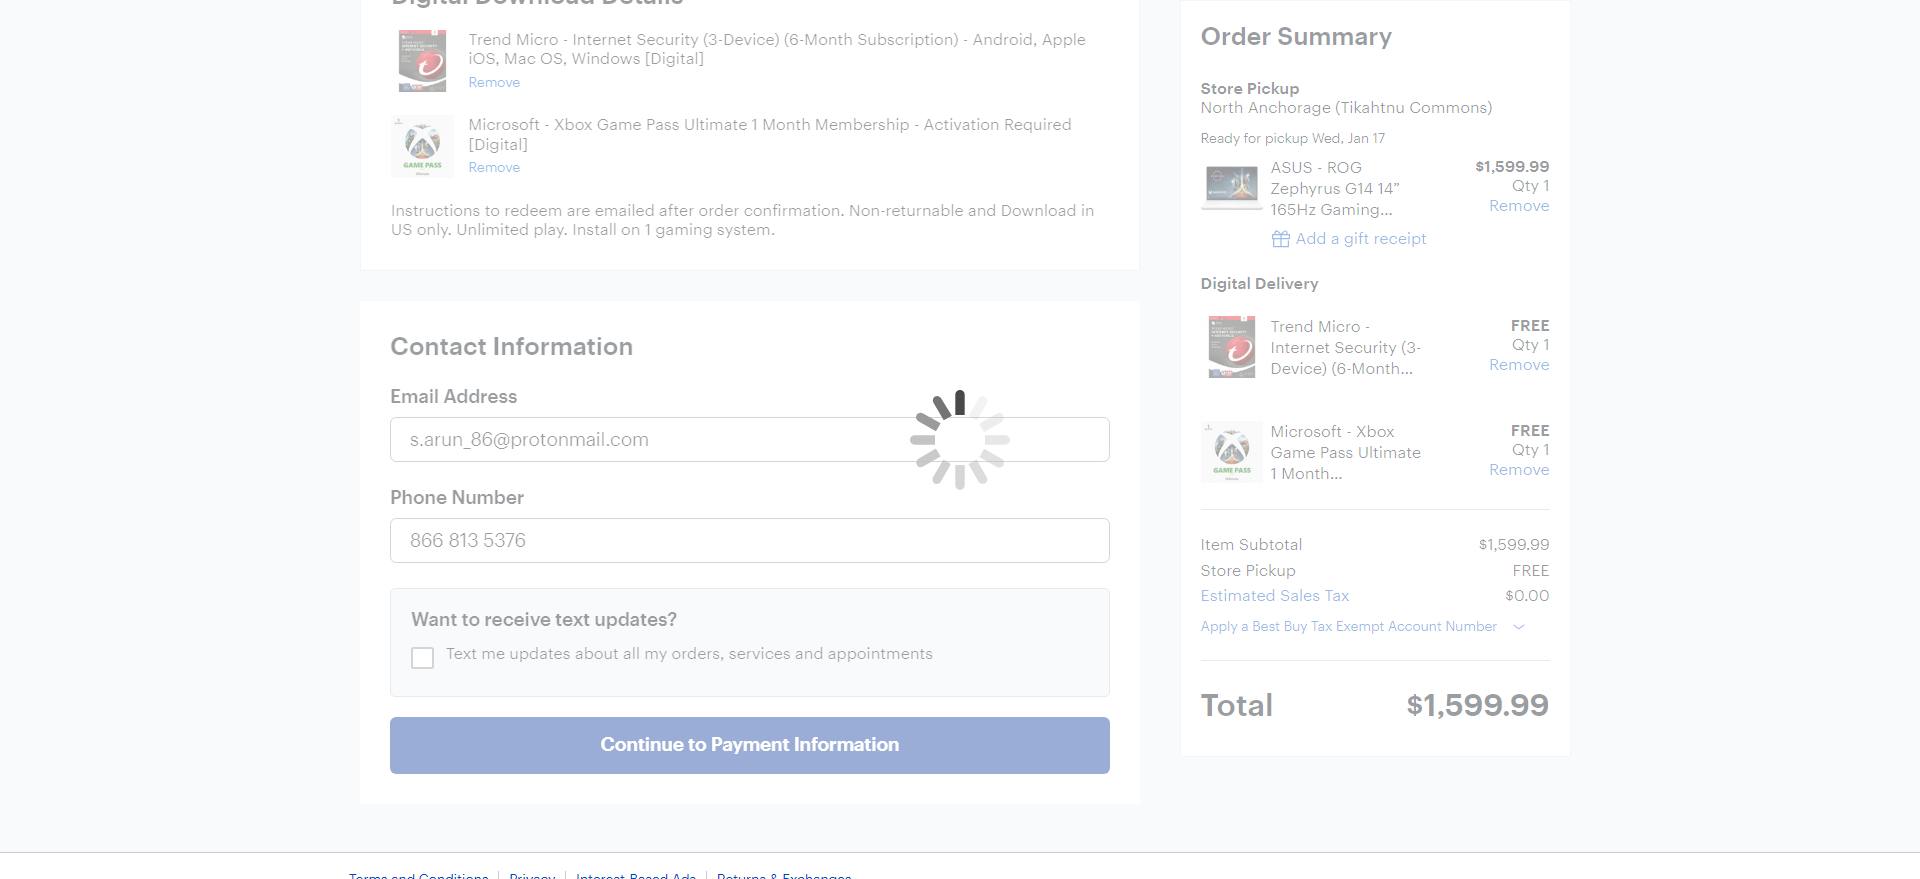 Digital Download Details
Trend Micro - Internet Security (3-Device) (6-Month Subscription) - Android, Apple
iOS, Mac OS, Windows [Digital]
Remove
Microsoft - Xbox Game Pass Ultimate 1 Month Membership - Activation Required
[Digital]
Remove
GAME PASS
Instructions to redeem are emailed after order confirmation. Non-returnable and Download in
US only. Unlimited play. Install on 1 gaming system.
Contact Information
Email Address
s.arun_86@protonmail.com
Phone Number
866 813 5376
Want to receive text updates?
Text me updates about all my orders, services and appointments
Continue to Payment Information
Order Summary
Store Pickup
North Anchorage (Tikahtnu Commons)
Ready for pickup Wed, Jan 17
ASUS - ROG
Zephyrus G14 14”
165Hz Gaming...
$1,599.99
Qty 1
Remove
Add a gift receipt
Digital Delivery
Trend Micro -
Internet Security (3-
Device) (6-Month...
FREE
Qty 1
Remove
Microsoft - Xbox
Game Pass Ultimate
1 Month...
FREE
Qty 1
Remove
GAME PASS
Item Subtotal $1,599.99
Store Pickup FREE
Estimated Sales Tax $0.00
Apply a Best Buy Tax Exempt Account Number
Total $1,599.99
Terms and Conditions
Privacy
Interest-Based Ads
Returns & Exchanges